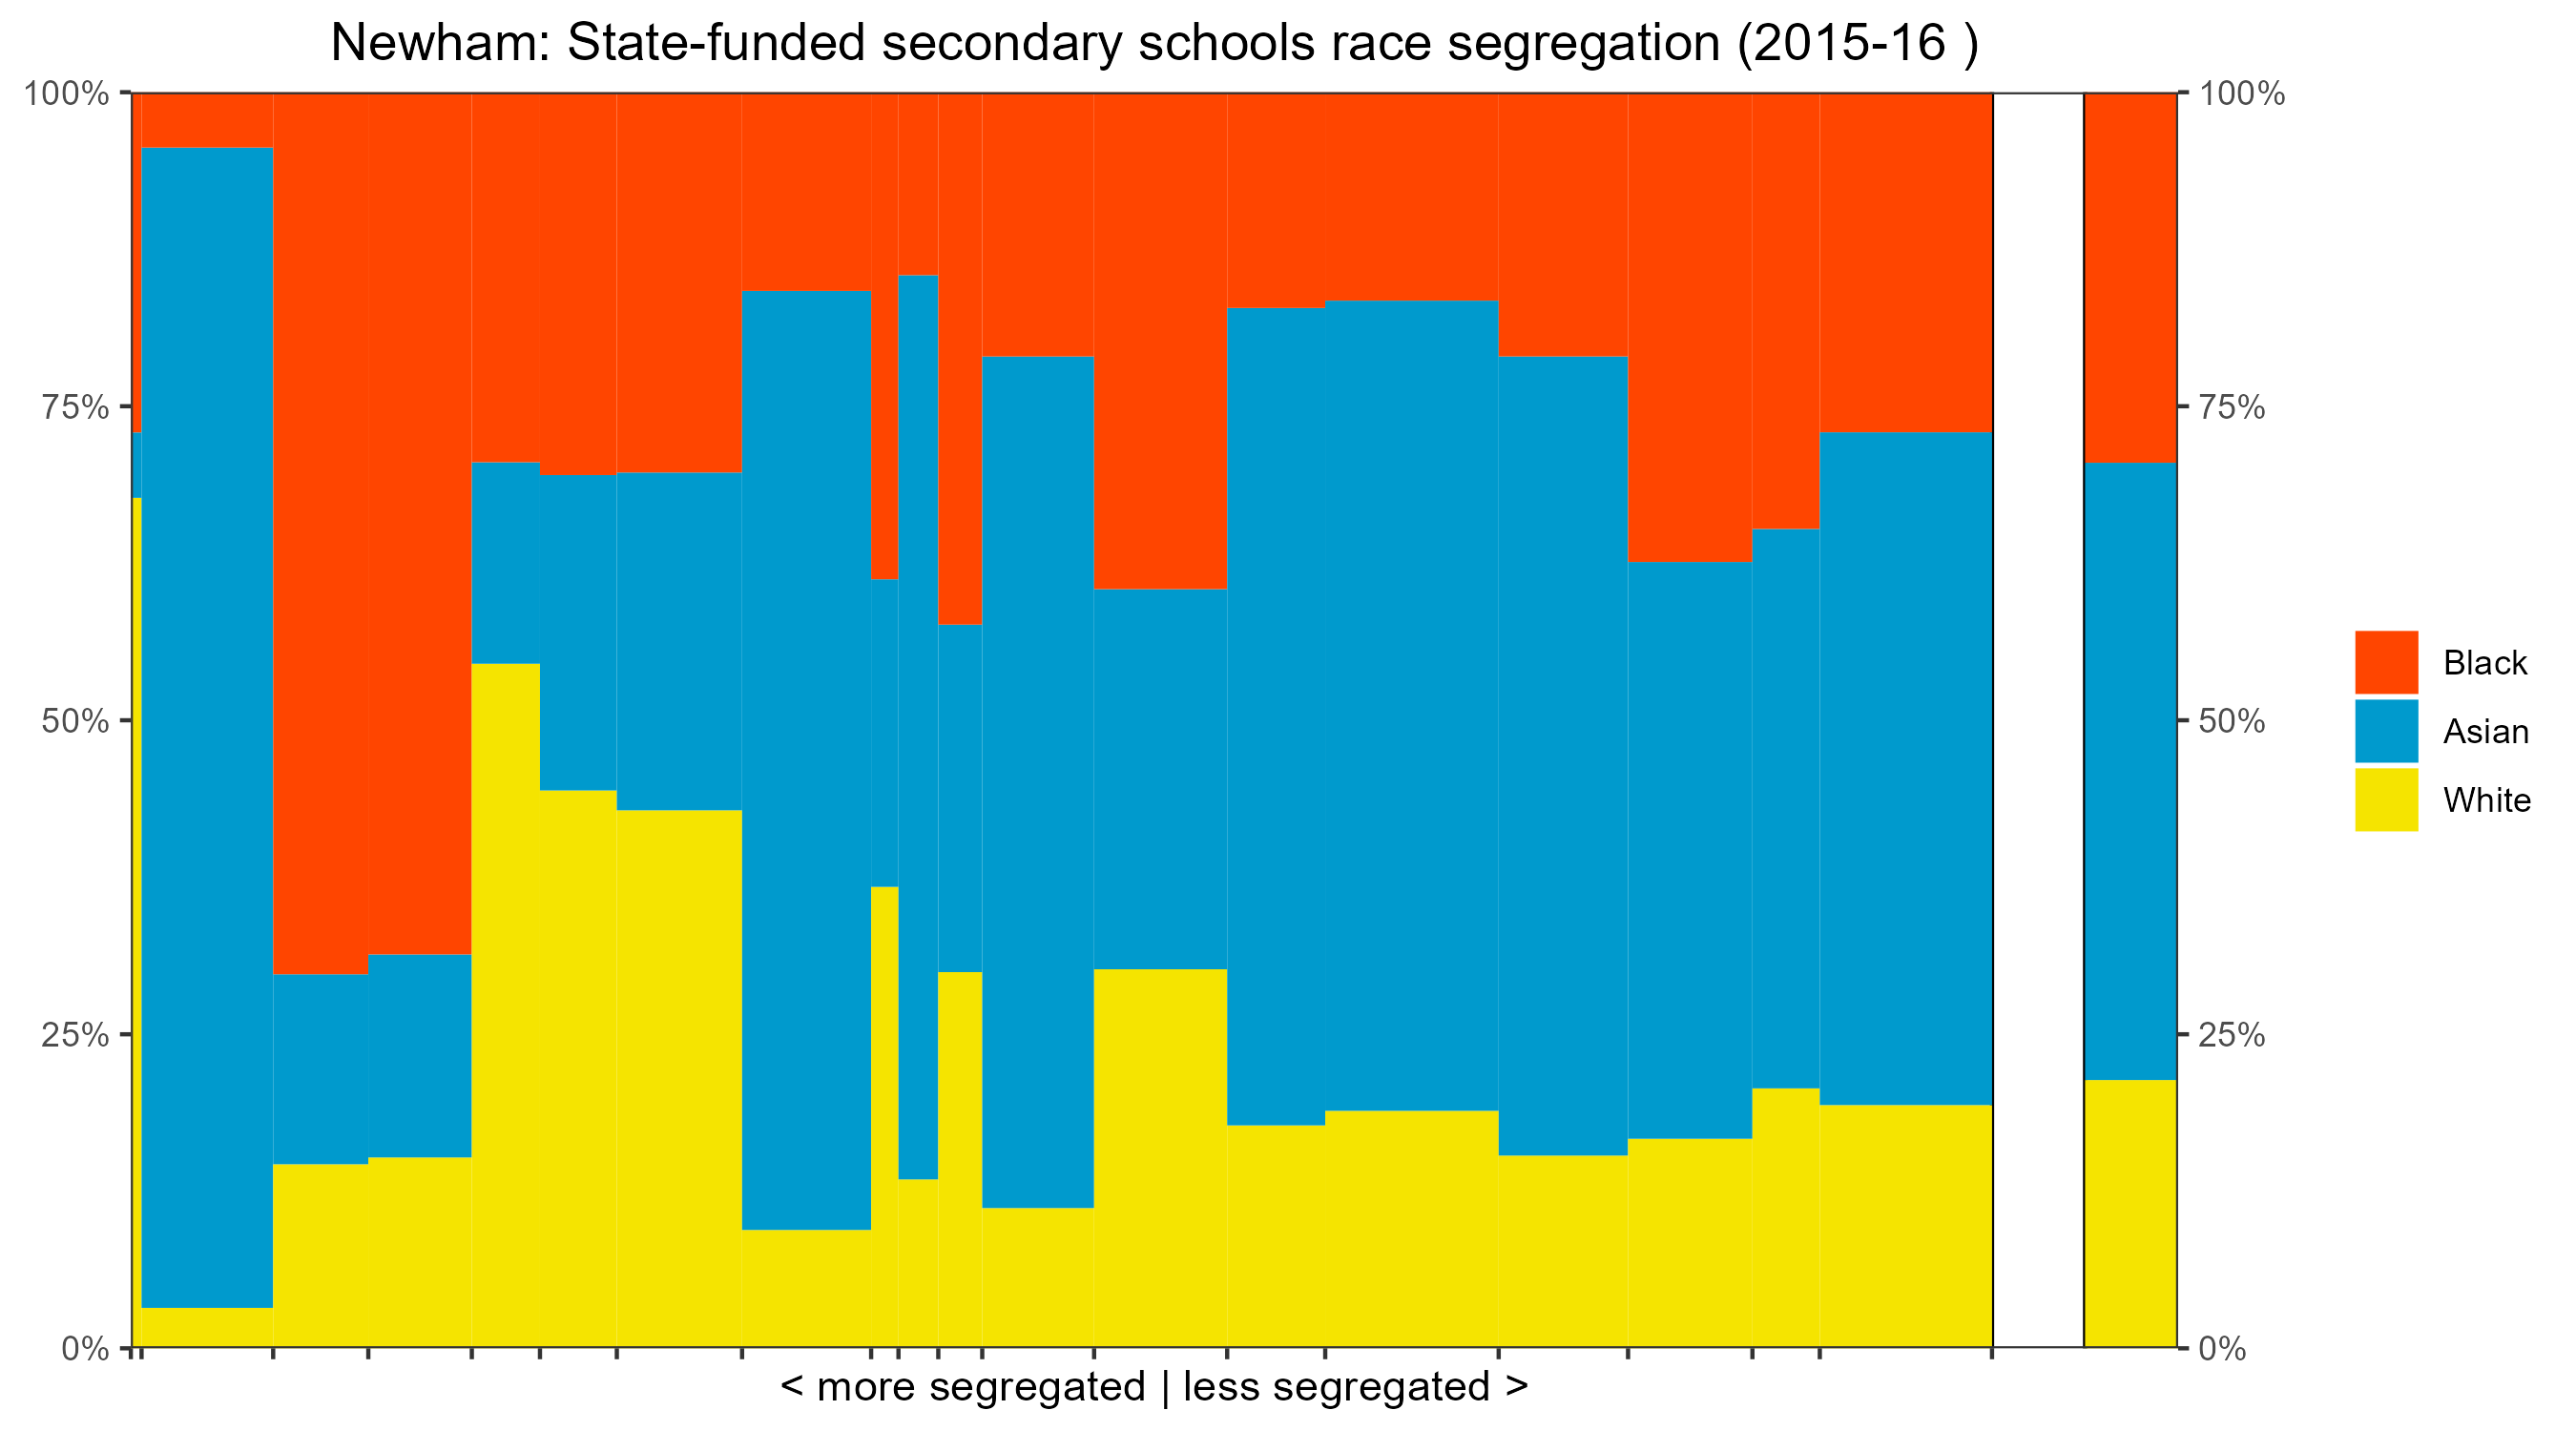 Newham: State-funded secondary schools race segregation (2015-16 )
100%
75%
50%
25%
0%
100%
75%
50%
25%
0%
Black
Asian
White
< more segregated | less segregated >